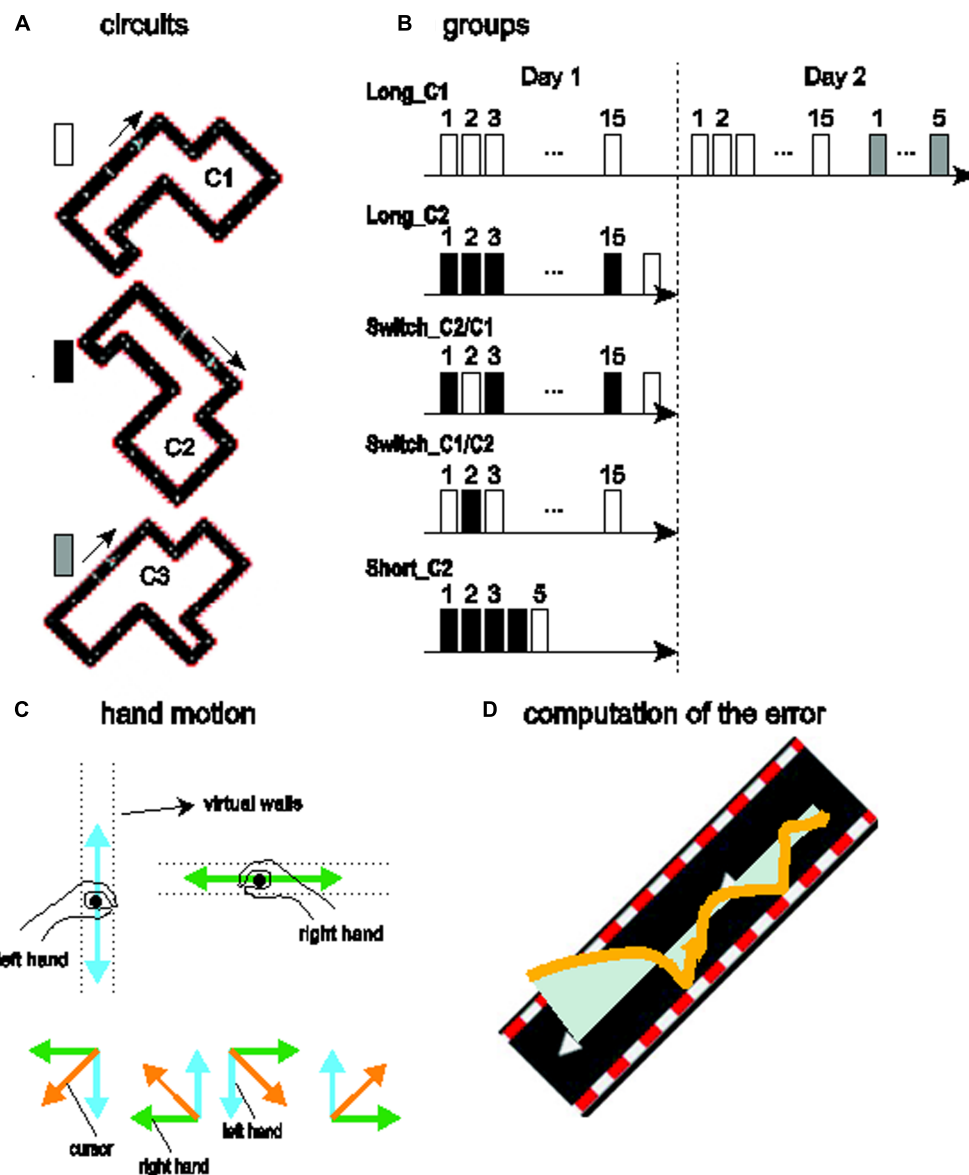 A circuits
C1
C2
C3
B groups
Day 1 Day 2
Long_C1
1 2 3 15 1 2 15 1 5
... ... ...
Long_C2
1 2 3 15
...
Switch_C2/C1
1 2 3 15
...
Switch_C1/C2
1 2 3 15
...
Short_C2
1 2 3 5
C hand motion
virtual walls
left hand
right hand
cursor
right hand
left hand
D computation of the error